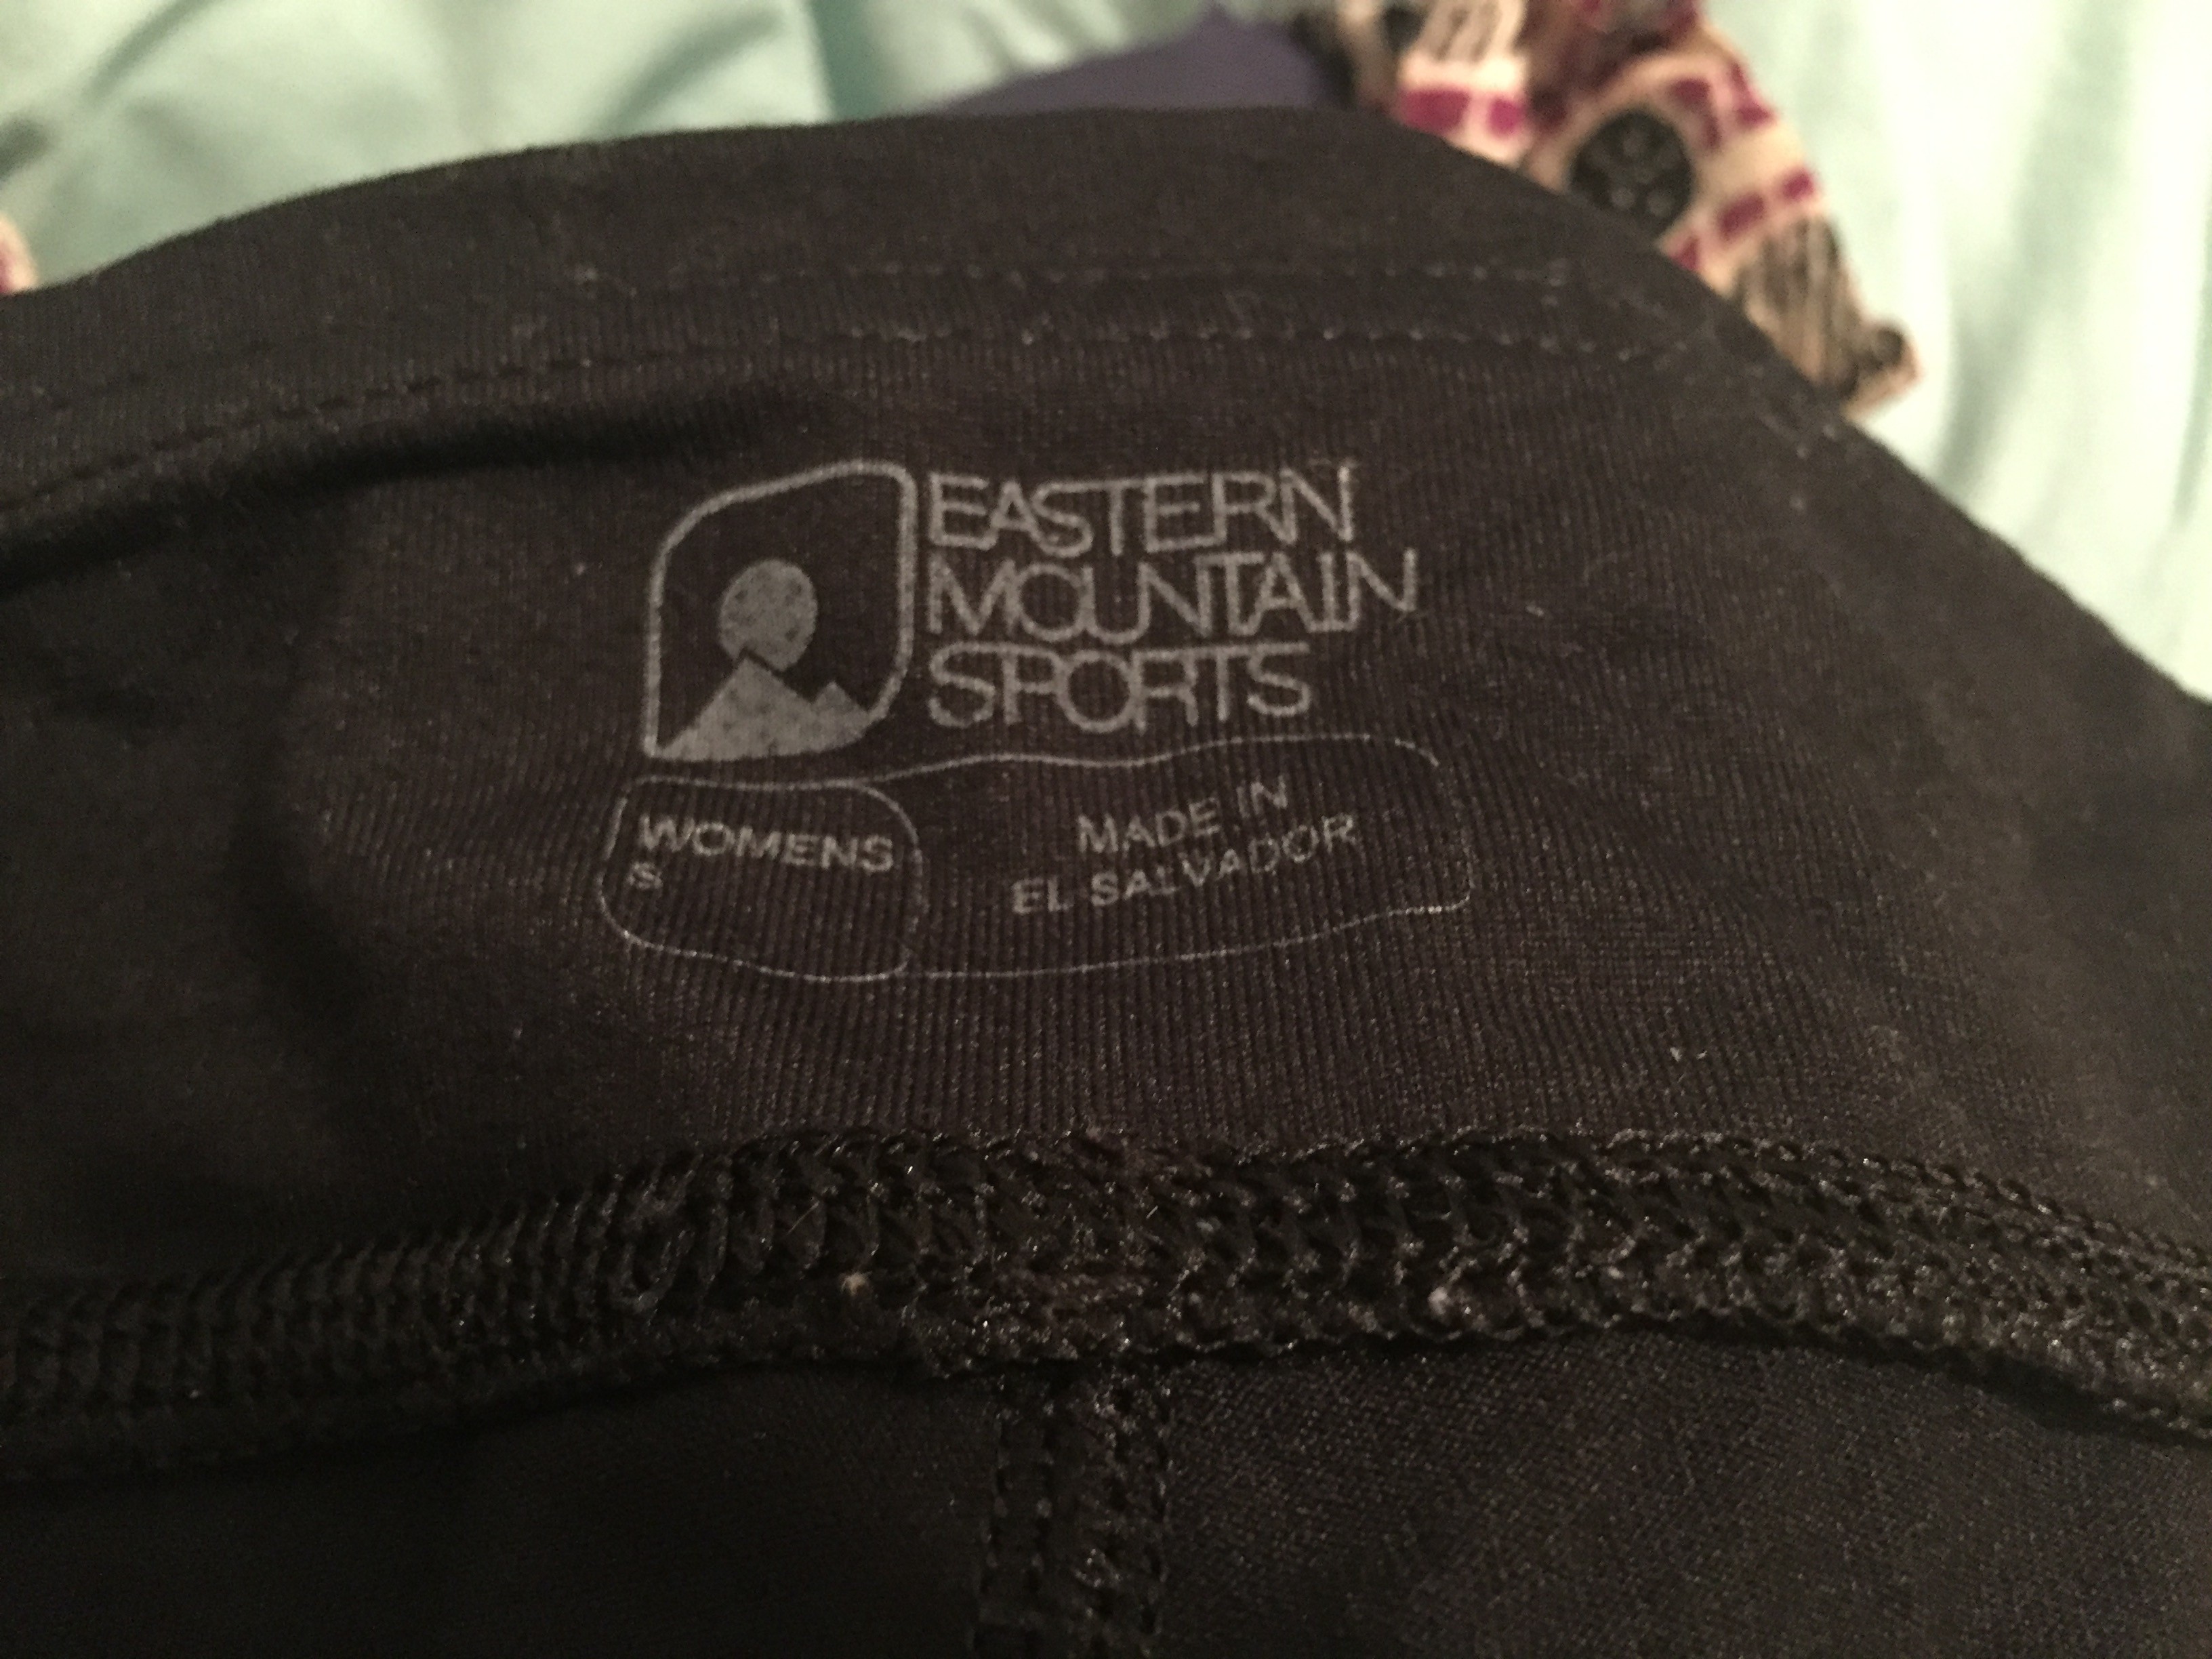 EASTERN
MOUNTAIN
SPORTS
WOMENS
S
MADE IN
EL SALVADOR